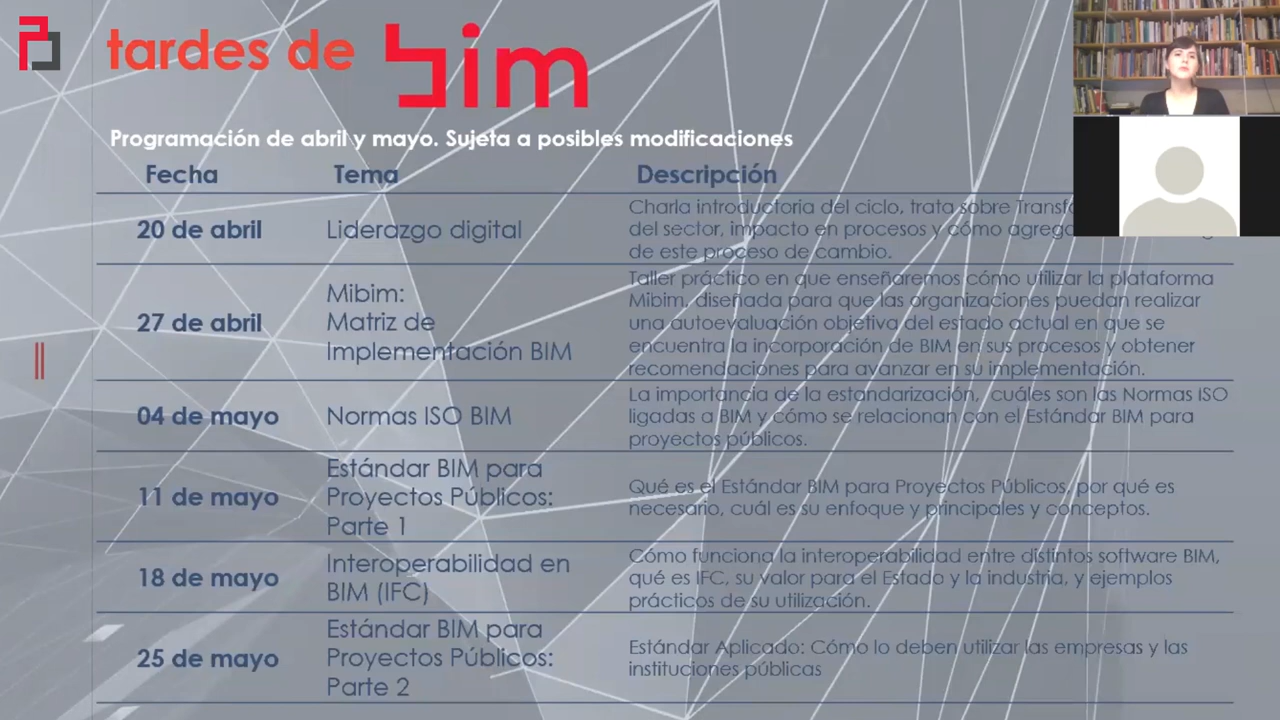 tardes de bim
Programación de abril y mayo. Sujeta a posibles modificaciones
Fecha Tema Descripción
20 de abril
Liderazgo digital
Charla introductoria del ciclo, trata sobre
del sector, impacto en procesos y cómo
de este proceso de cambio.
27 de abril
Mibim:
Matriz de
Implementación BIM
Taller práctico en que enseñaremos cómo utilizar la plataforma
Mibim, diseñada para que las organizaciones puedan realizar
una autoevaluación objetiva del estado actual en que se
encuentra la incorporación de BIM en sus procesos y obtener
recomendaciones para avanzar en su implementación.
04 de mayo
Normas ISO BIM
La importancia de la estandarización, cuáles son las Normas ISO
ligadas a BIM y cómo se relacionan con el Estándar BIM para
proyectos públicos.
11 de mayo
Estándar BIM para
Proyectos Públicos:
Parte 1
Qué es el Estándar BIM para Proyectos Públicos, por qué es
necesario, cuál es su enfoque y principales y conceptos.
18 de mayo
Interoperabilidad en
BIM (IFC)
Cómo funciona la interoperabilidad entre distintos software BIM,
qué es IFC, su valor para el Estado y la industria, y ejemplos
prácticos de su utilización.
25 de mayo
Estándar BIM para
Proyectos Públicos:
Parte 2
Estándar Aplicado: Cómo lo deben utilizar las empresas y las
instituciones públicas